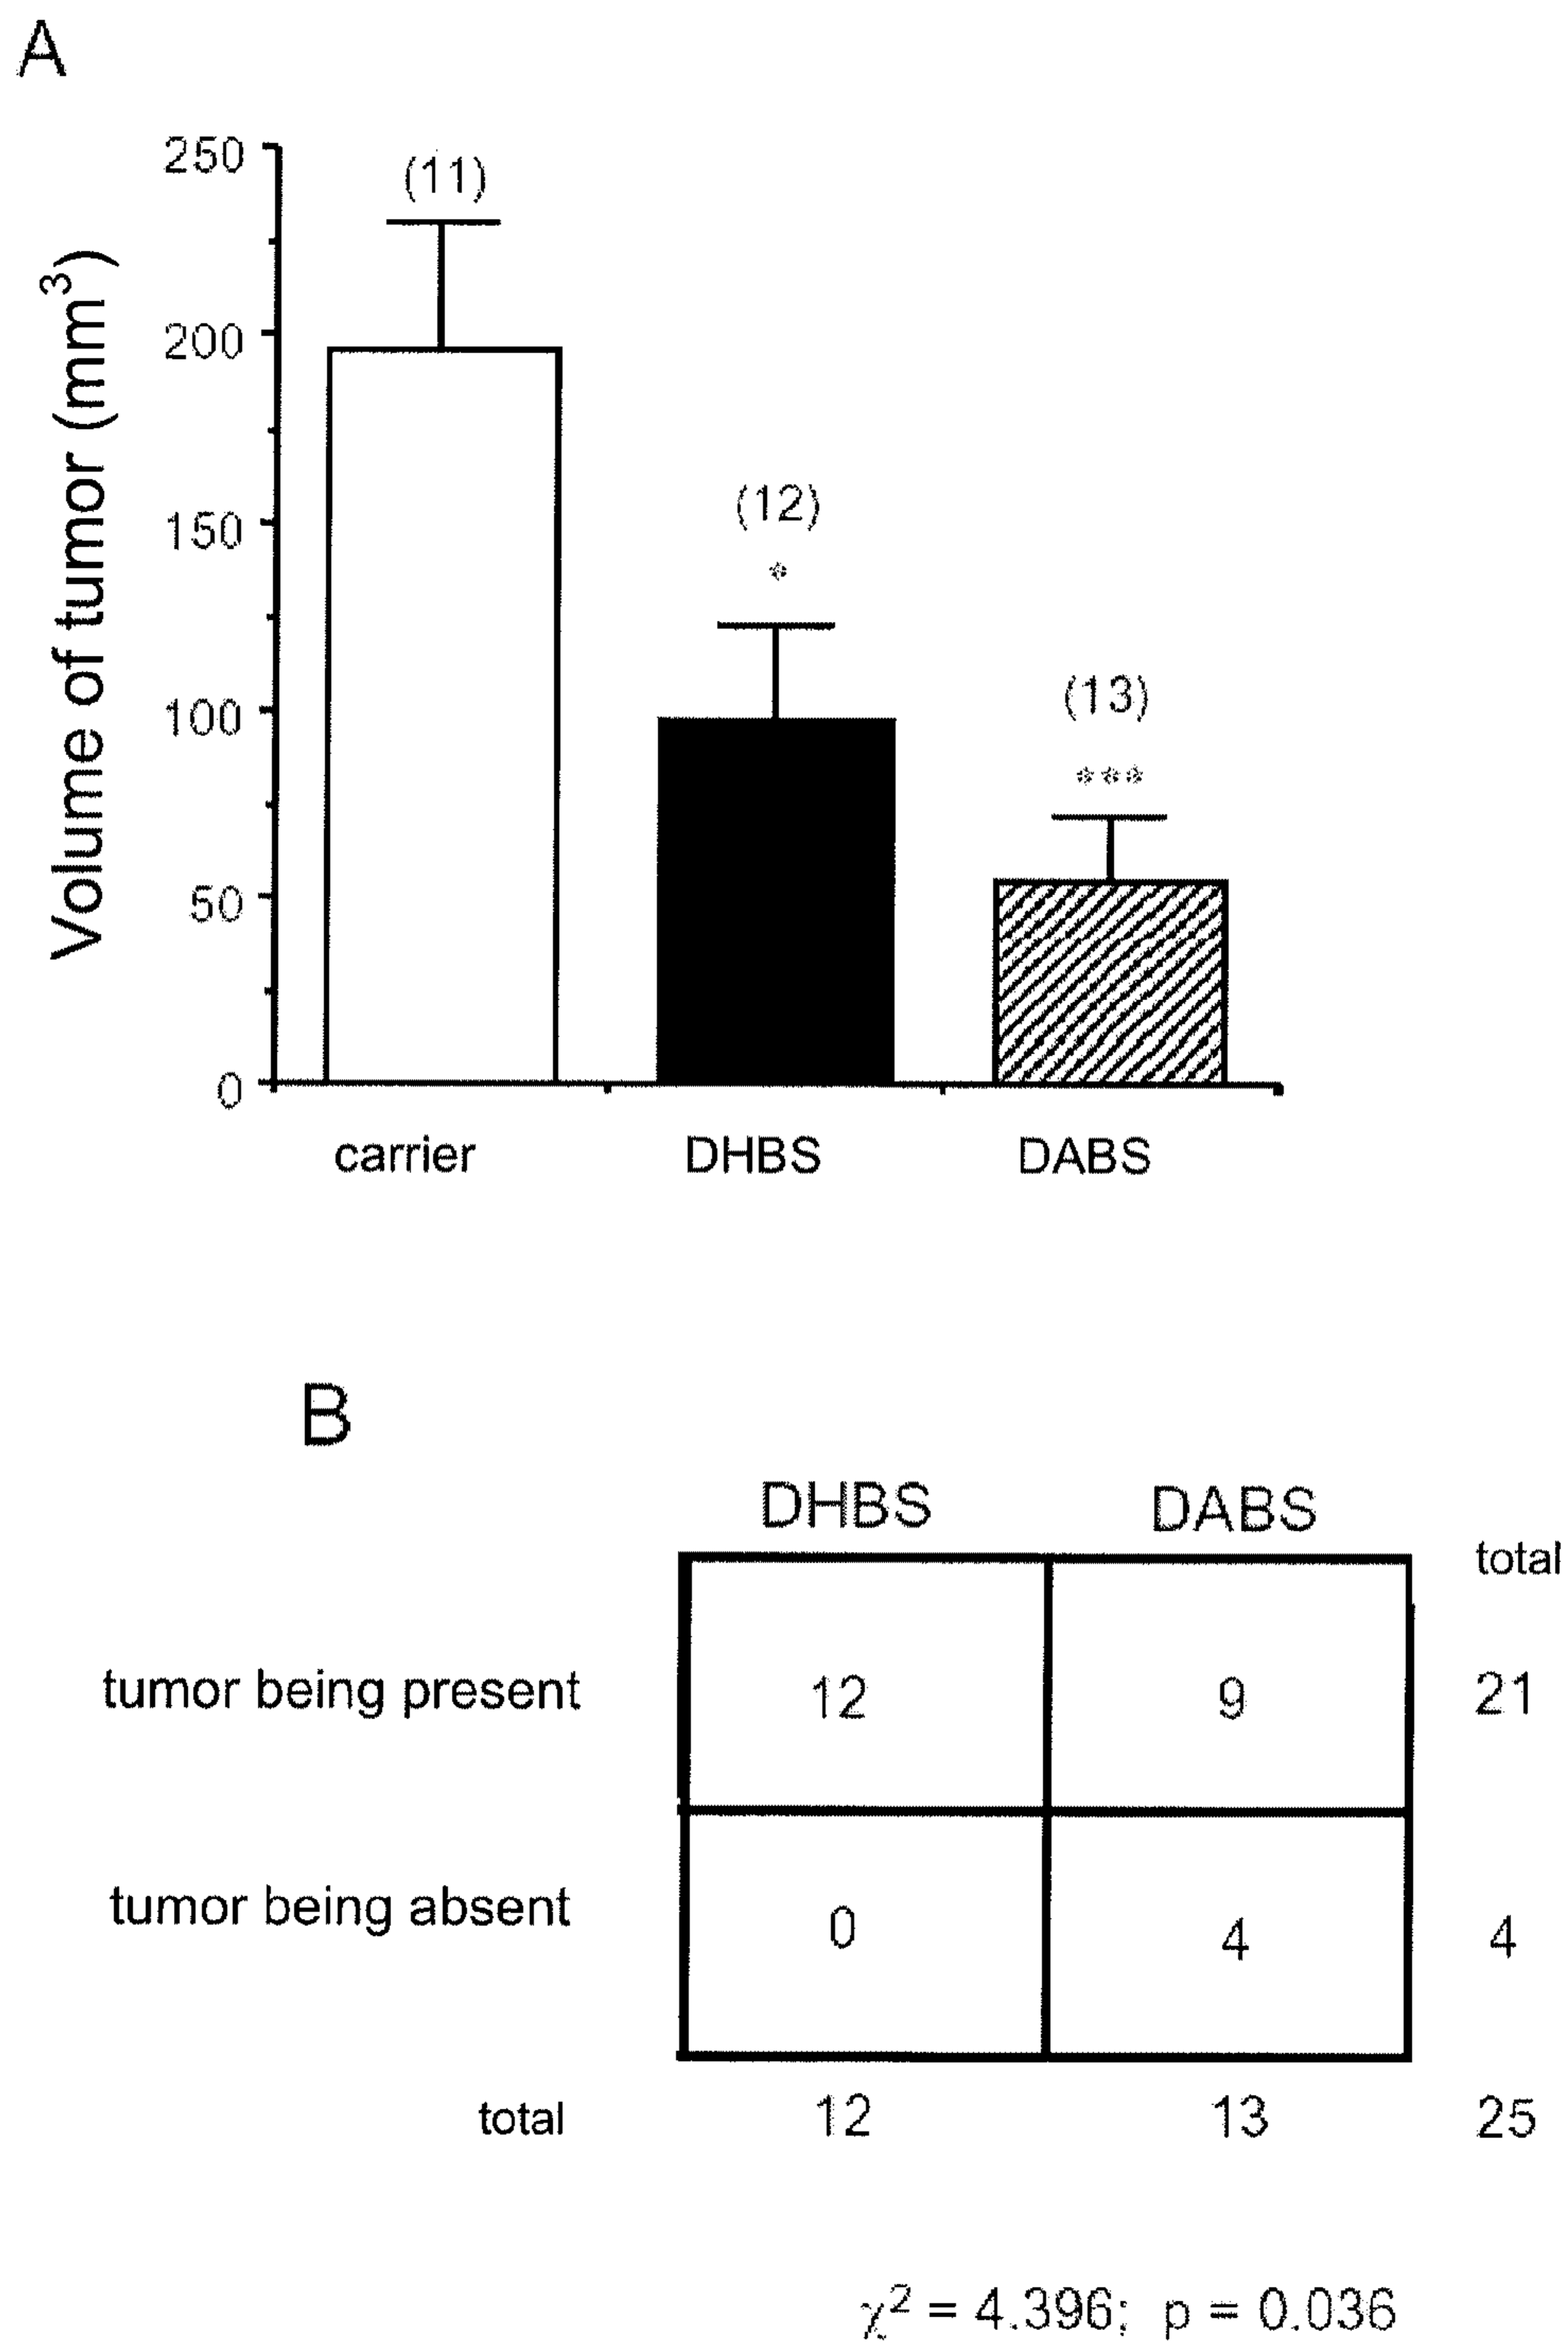 A
250
(11)
200
(12)
150
*
(13)
100
***
50
0
Volume of tumor (mm³)
carrier DHBS DABS
B
DHBS DABS
total
tumor being present 12 9 21
tumor being absent 0 4 4
total 12 13 25
χ² = 4.396; p = 0.036